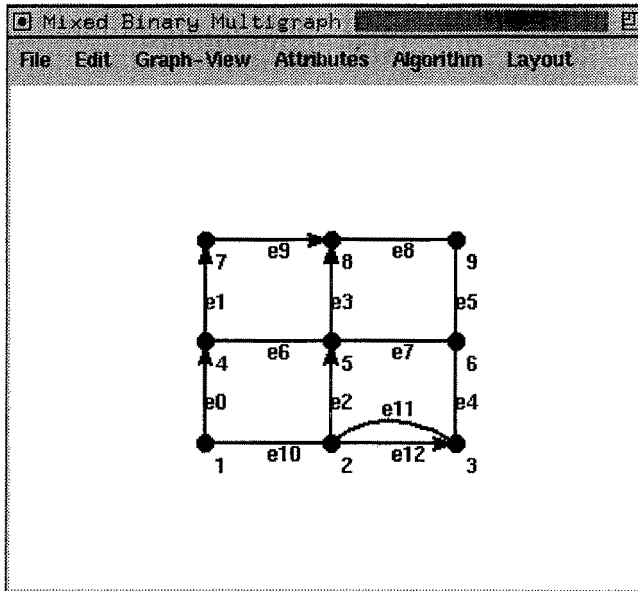 Mixed Binary Multigraph
File Edit Graph-View Attributes Algorithm Layout
7 e9 8 e8 9
e1 e3 e5
4 e6 5 e7 6
e0 e2 e11 e4
1 e10 2 e12 3